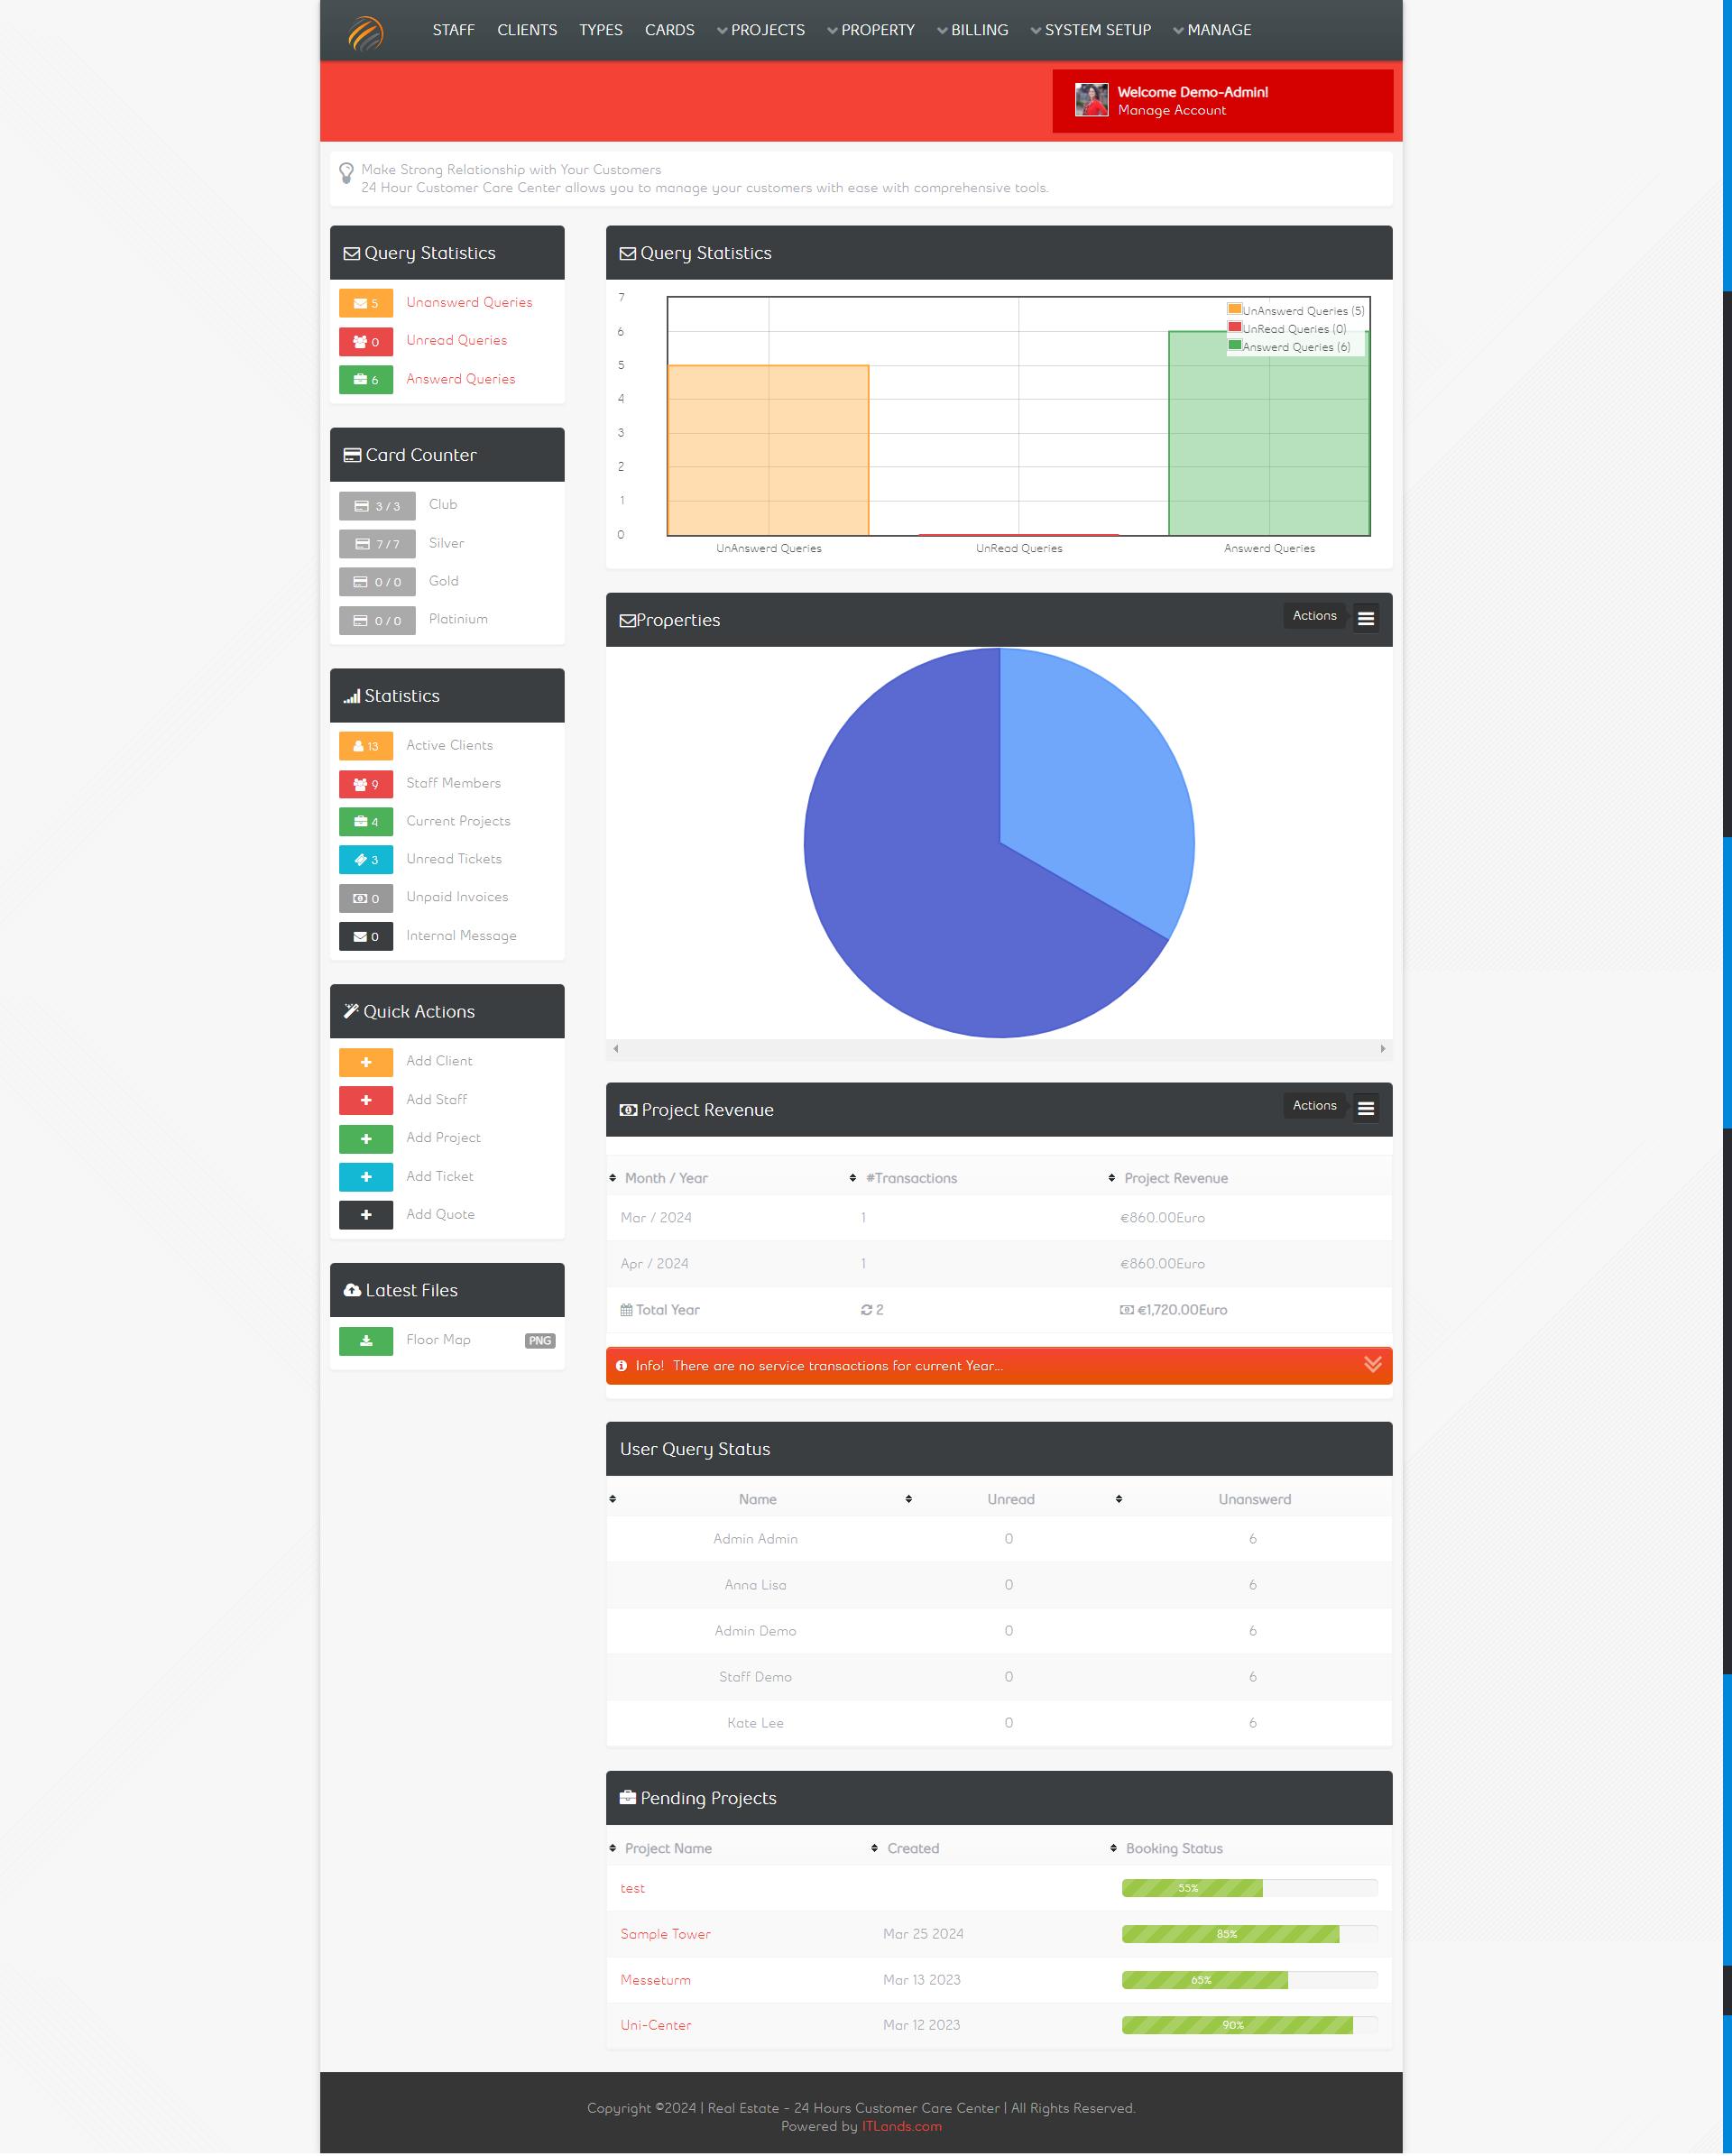 STAFF CLIENTS TYPES CARDS PROJECTS PROPERTY BILLING SYSTEM SETUP MANAGE
Welcome Demo-Admin!
Manage Account
Make Strong Relationship with Your Customers
24 Hour Customer Care Center allows you to manage your customers with ease with comprehensive tools.
Query Statistics
5 Unanswerd Queries
0 Unread Queries
6 Answerd Queries
Card Counter
3 / 3 Club
7 / 7 Silver
0 / 0 Gold
0 / 0 Platinium
Statistics
13 Active Clients
9 Staff Members
4 Current Projects
3 Unread Tickets
0 Unpaid Invoices
0 Internal Message
Quick Actions
Add Client
Add Staff
Add Project
Add Ticket
Add Quote
Latest Files
Floor Map PNG
Query Statistics
7
6
5
4
3
2
1
0
UnAnswerd Queries (5)
UnRead Queries (0)
Answerd Queries (6)
UnAnswerd Queries UnRead Queries Answerd Queries
Properties Actions
Project Revenue Actions
Month / Year #Transactions Project Revenue
Mar / 2024 1 €860.00Euro
Apr / 2024 1 €860.00Euro
Total Year 2 €1,720.00Euro
Info! There are no service transactions for current Year...
User Query Status
Name Unread Unanswerd
Admin Admin 0 6
Anna Lisa 0 6
Admin Demo 0 6
Staff Demo 0 6
Kate Lee 0 6
Pending Projects
Project Name Created Booking Status
test 55%
Sample Tower Mar 25 2024 85%
Messeturm Mar 13 2023 65%
Uni-Center Mar 12 2023 90%
Copyright ©2024 | Real Estate - 24 Hours Customer Care Center | All Rights Reserved.
Powered by ITLands.com